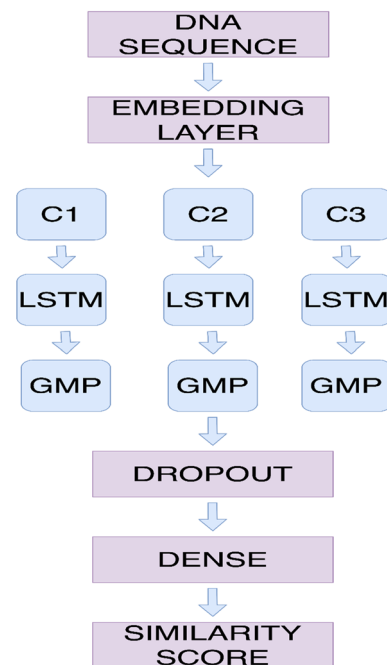 DNA
SEQUENCE
EMBEDDING
LAYER
C1
C2
C3
LSTM
LSTM
LSTM
GMP
GMP
GMP
DROPOUT
DENSE
SIMILARITY
SCORE